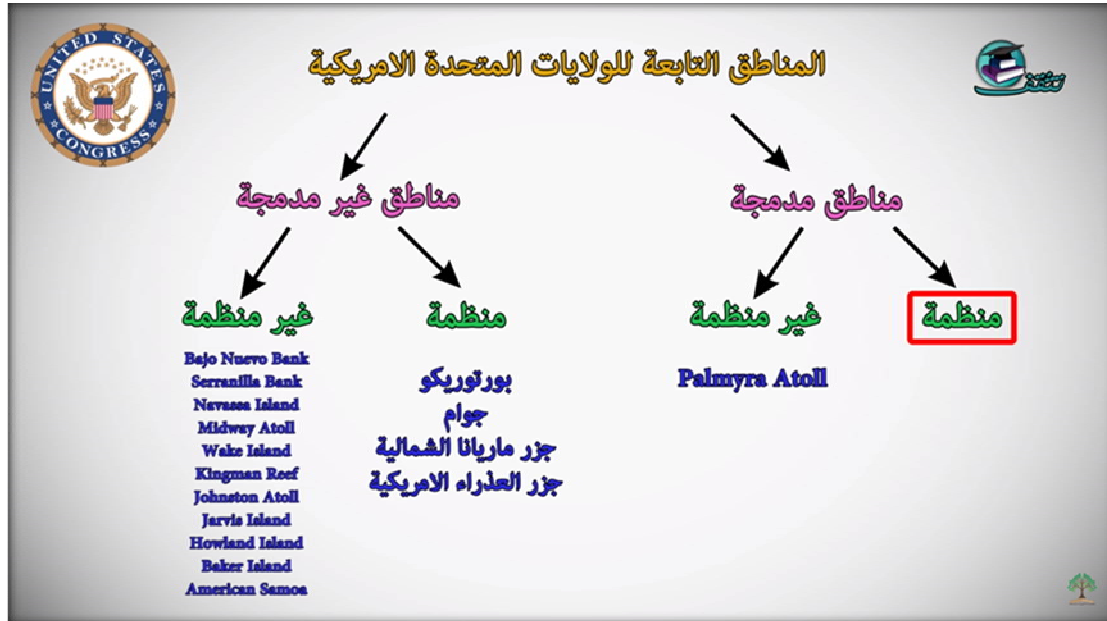 UNITED STATES
CONGRESS
المناطق التابعة للولايات المتحدة الامريكية
مناطق مدمجة
مناطق غير مدمجة
منظمة
غير منظمة
منظمة
غير منظمة
Palmyra Atoll
بورتوريكو
جوام
جزر ماريانا الشمالية
جزر العذراء الامريكية
Bajo Nuevo Bank
Serranilla Bank
Navassa Island
Midway Atoll
Wake Island
Kingman Reef
Johnston Atoll
Jarvis Island
Howland Island
Baker Island
American Samoa